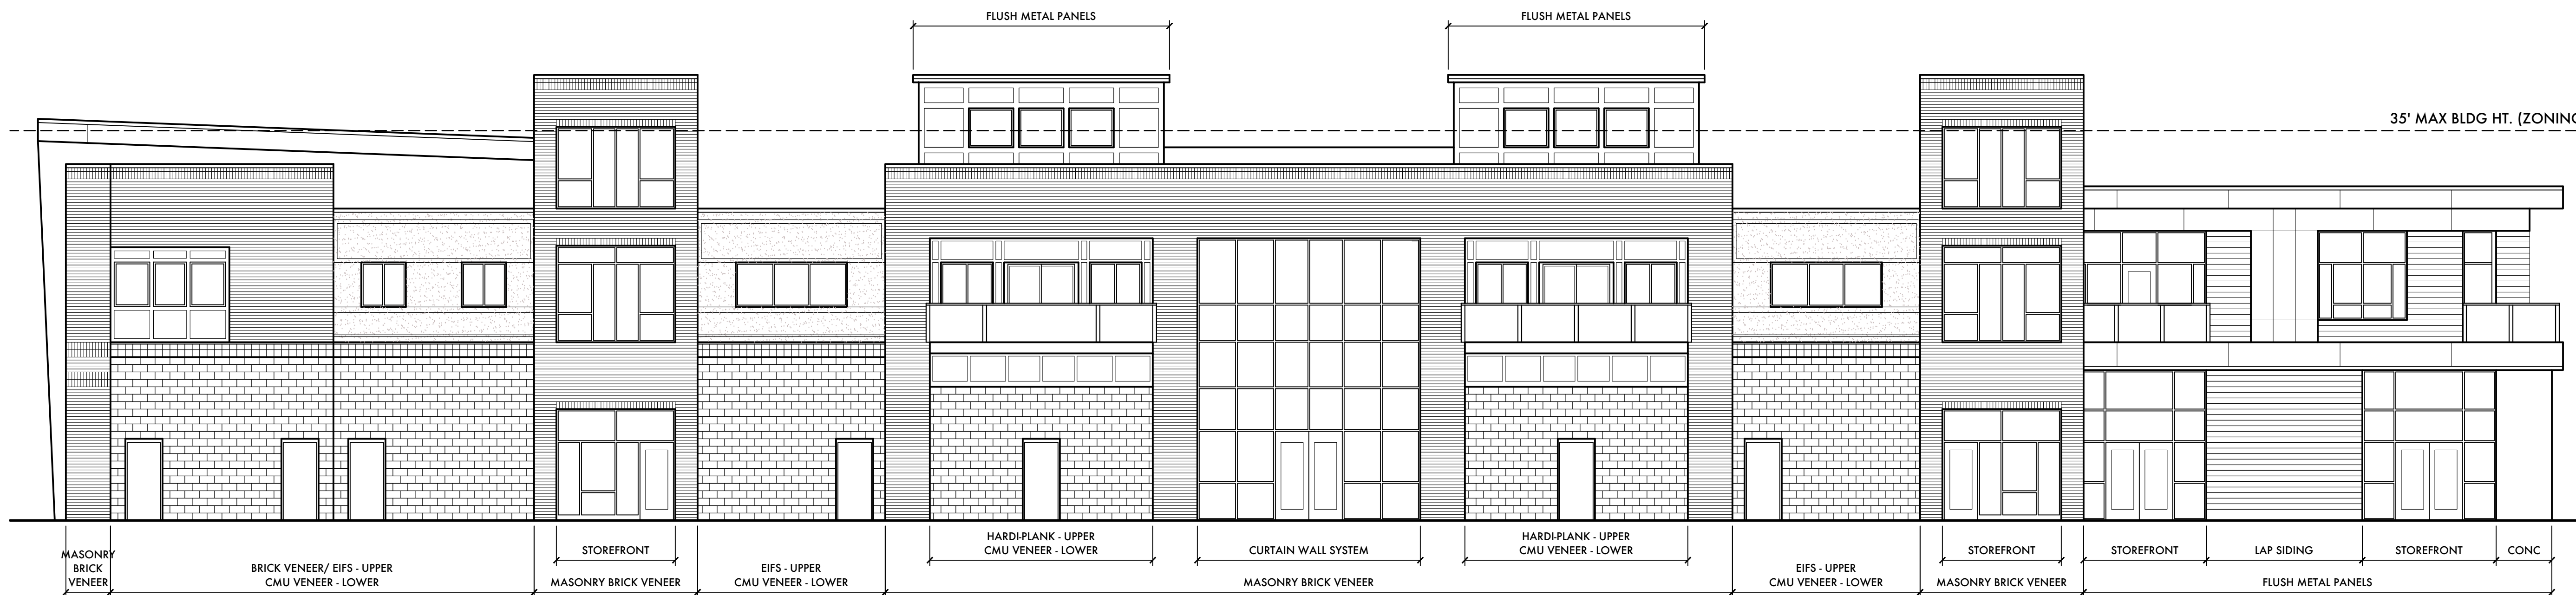 FLUSH METAL PANELS
FLUSH METAL PANELS
35' MAX BLDG HT. (ZONING
MASONRY
BRICK
VENEER
BRICK VENEER/ EIFS - UPPER
CMU VENEER - LOWER
STOREFRONT
MASONRY BRICK VENEER
EIFS - UPPER
CMU VENEER - LOWER
HARDI-PLANK - UPPER
CMU VENEER - LOWER
CURTAIN WALL SYSTEM
HARDI-PLANK - UPPER
CMU VENEER - LOWER
MASONRY BRICK VENEER
EIFS - UPPER
CMU VENEER - LOWER
STOREFRONT
MASONRY BRICK VENEER
STOREFRONT
LAP SIDING
STOREFRONT
CONC
FLUSH METAL PANELS